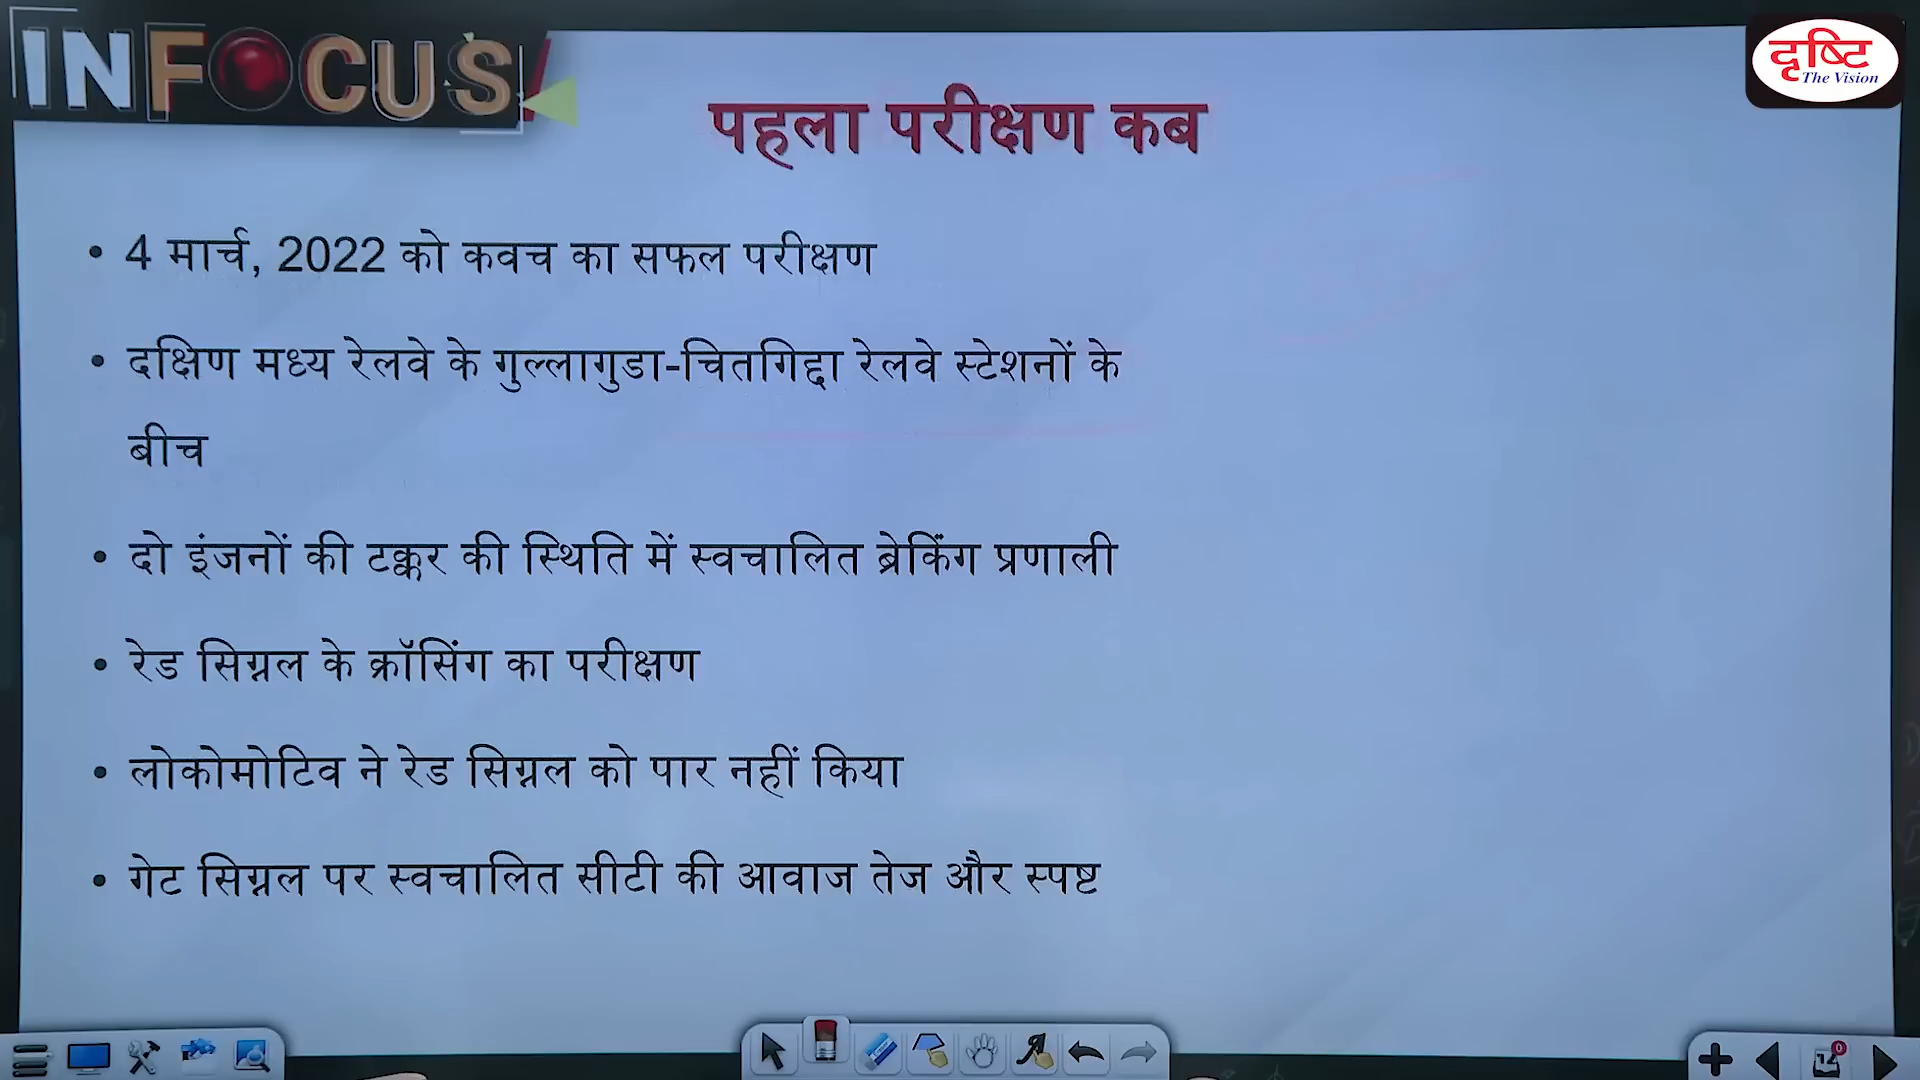 INFOCUS!
दृष्टि
The Vision
पहला परीक्षण कब
• 4 मार्च, 2022 को कवच का सफल परीक्षण
• दक्षिण मध्य रेलवे के गुल्लागुडा-चितगिद्दा रेलवे स्टेशनों के
बीच
• दो इंजनों की टक्कर की स्थिति में स्वचालित ब्रेकिंग प्रणाली
• रेड सिग्नल के क्रॉसिंग का परीक्षण
• लोकोमोटिव ने रेड सिग्नल को पार नहीं किया
• गेट सिग्नल पर स्वचालित सीटी की आवाज तेज और स्पष्ट